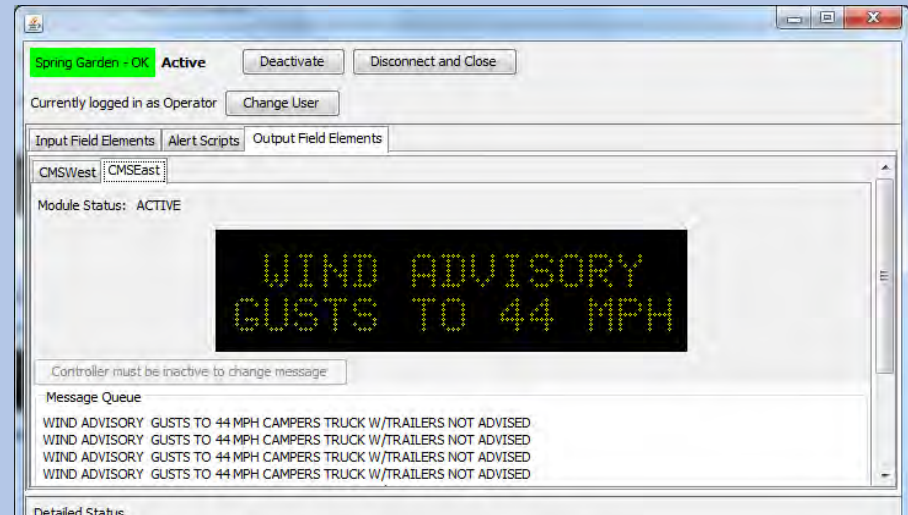 Spring Garden - OK Active Deactivate Disconnect and Close
Currently logged in as Operator Change User
Input Field Elements Alert Scripts Output Field Elements
CMSWest CMSEast
Module Status: ACTIVE
WIND ADVISORY
GUSTS TO 44 MPH
Controller must be inactive to change message
Message Queue
WIND ADVISORY GUSTS TO 44 MPH CAMPERS TRUCK W/TRAILERS NOT ADVISED
WIND ADVISORY GUSTS TO 44 MPH CAMPERS TRUCK W/TRAILERS NOT ADVISED
WIND ADVISORY GUSTS TO 44 MPH CAMPERS TRUCK W/TRAILERS NOT ADVISED
WIND ADVISORY GUSTS TO 44 MPH CAMPERS TRUCK W/TRAILERS NOT ADVISED
Detailed Status